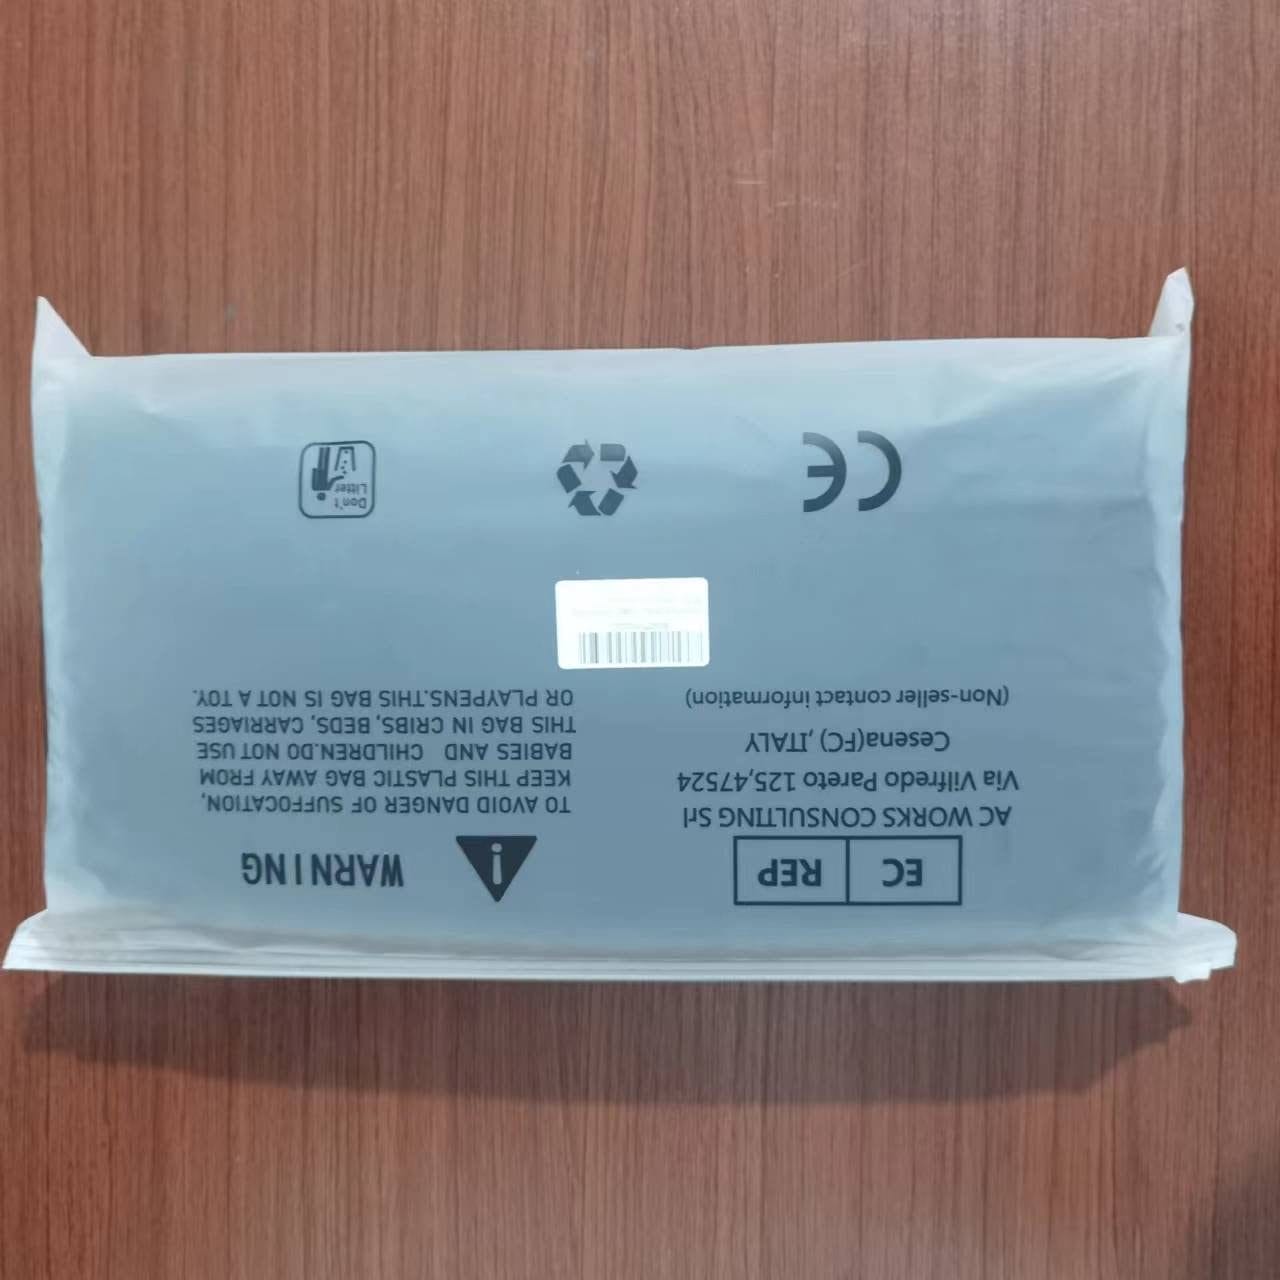 EC REP
AC WORKS CONSULTING Srl
Via Vilfredo Pareto 125,47524
Cesena(FC) ,ITALY
(Non-seller contact information)
WARNING
TO AVOID DANGER OF SUFFOCATION,
KEEP THIS PLASTIC BAG AWAY FROM
BABIES AND CHILDREN.DO NOT USE
THIS BAG IN CRIBS, BEDS, CARRIAGES
OR PLAYPENS.THIS BAG IS NOT A TOY.
CE
Don't
Litter